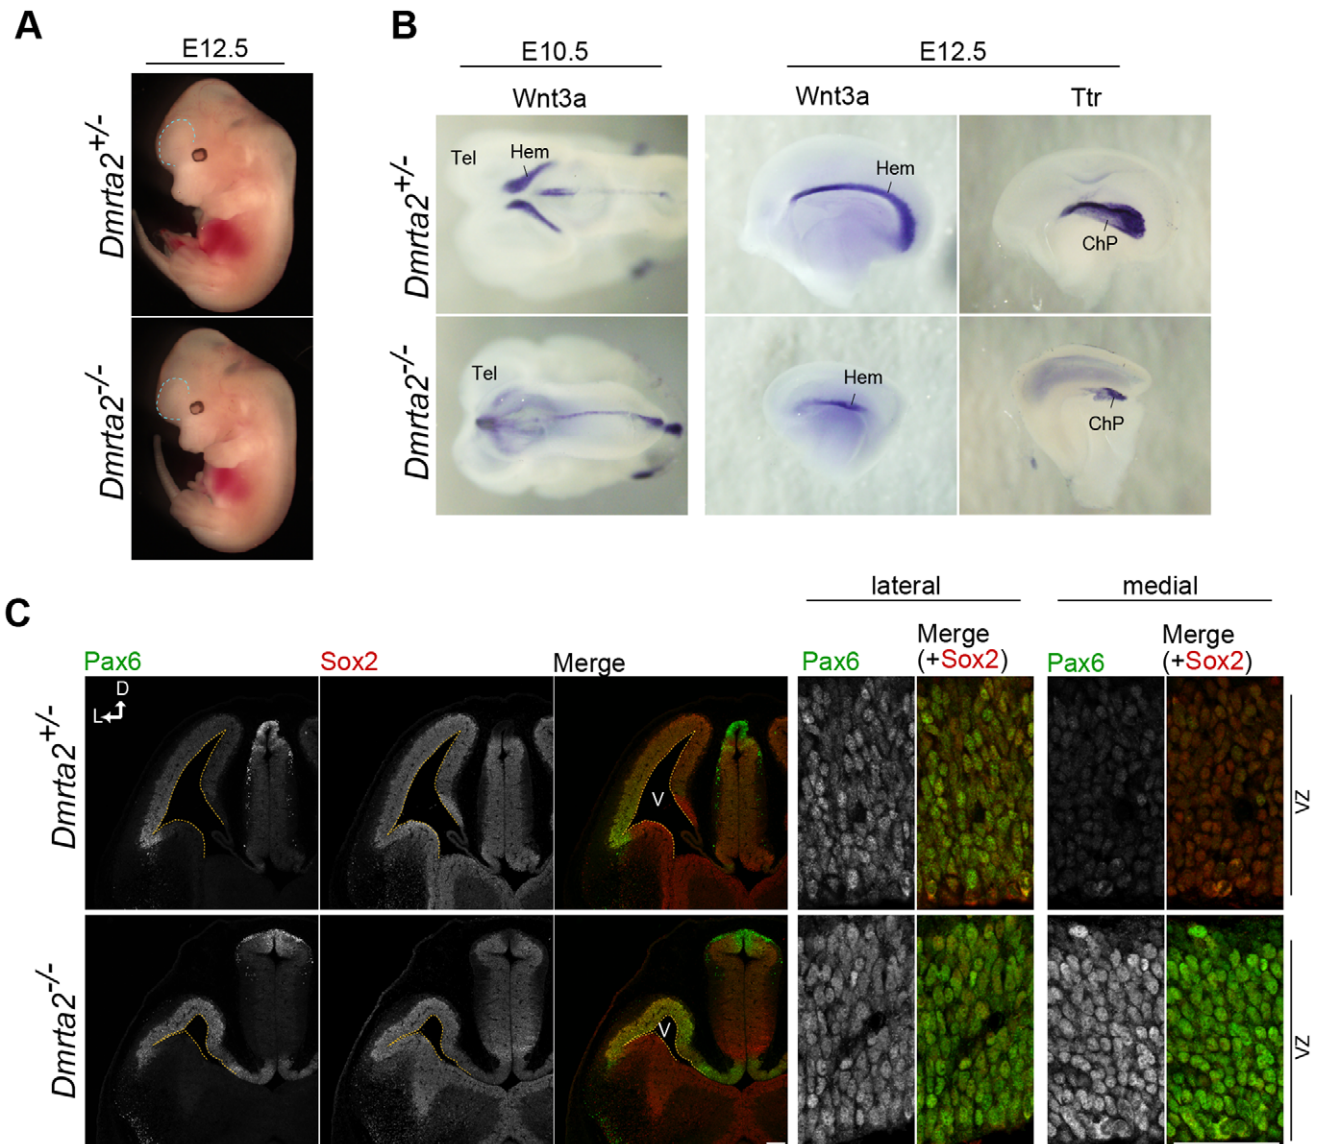 A
E12.5
Dmrta2+/-
Dmrta2-/-
B
E10.5
E12.5
Wnt3a
Wnt3a
Ttr
Dmrta2+/-
Tel
Hem
Hem
ChP
Dmrta2-/-
Tel
Hem
ChP
C
lateral
medial
Pax6
Sox2
Merge
Pax6
Merge
(+Sox2)
Pax6
Merge
(+Sox2)
Dmrta2+/-
D
L
V
VZ
Dmrta2-/-
V
VZ